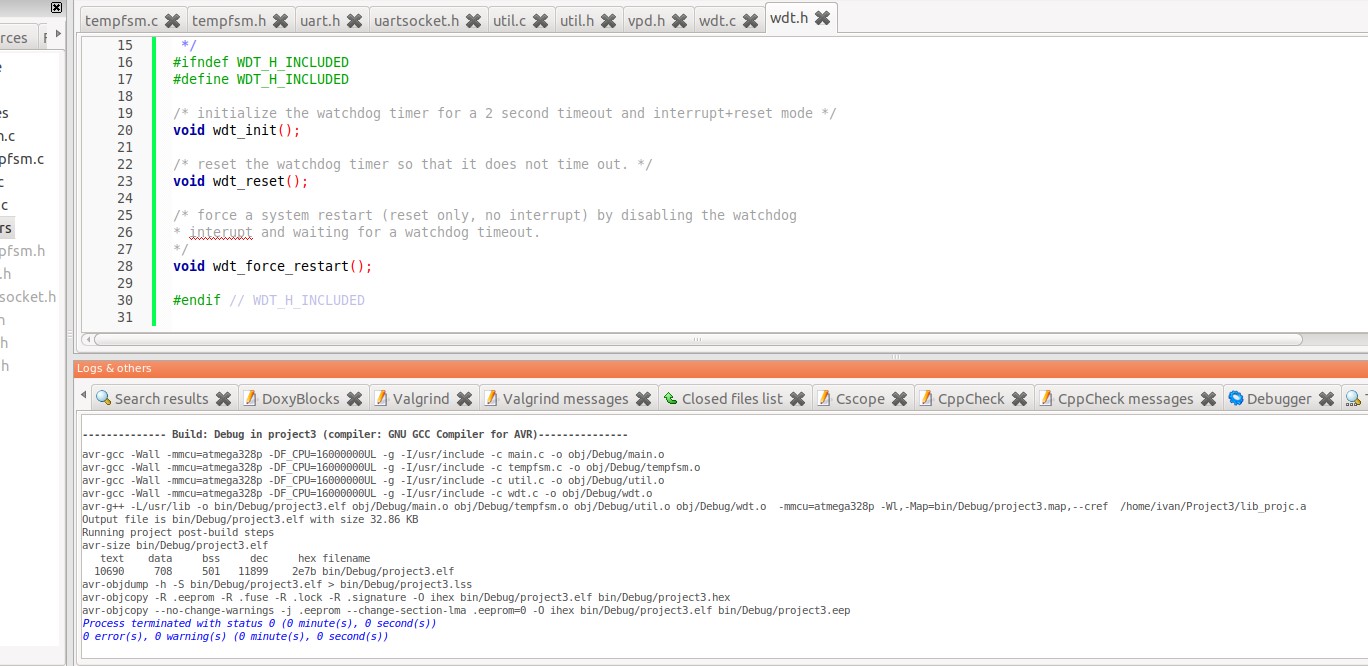 tempfsm.c tempfsm.h uart.h uartsocket.h util.c util.h vpd.h wdt.c wdt.h
rces F
15 */
16 #ifndef WDT_H_INCLUDED
17 #define WDT_H_INCLUDED
18
19 /* initialize the watchdog timer for a 2 second timeout and interrupt+reset mode */
20 void wdt_init();
21
22 /* reset the watchdog timer so that it does not time out. */
23 void wdt_reset();
24
25 /* force a system restart (reset only, no interrupt) by disabling the watchdog
26 * interupt and waiting for a watchdog timeout.
27 */
28 void wdt_force_restart();
29
30 #endif // WDT_H_INCLUDED
31
e
es
n.c
pfsm.c
c
.c
rs
pfsm.h
.h
socket.h
h
h
h
Logs & others
Search results DoxyBlocks Valgrind Valgrind messages Closed files list Cscope CppCheck CppCheck messages Debugger
-------------- Build: Debug in project3 (compiler: GNU GCC Compiler for AVR)---------------
avr-gcc -Wall -mmcu=atmega328p -DF_CPU=16000000UL -g -I/usr/include -c main.c -o obj/Debug/main.o
avr-gcc -Wall -mmcu=atmega328p -DF_CPU=16000000UL -g -I/usr/include -c tempfsm.c -o obj/Debug/tempfsm.o
avr-gcc -Wall -mmcu=atmega328p -DF_CPU=16000000UL -g -I/usr/include -c util.c -o obj/Debug/util.o
avr-gcc -Wall -mmcu=atmega328p -DF_CPU=16000000UL -g -I/usr/include -c wdt.c -o obj/Debug/wdt.o
avr-g++ -L/usr/lib -o bin/Debug/project3.elf obj/Debug/main.o obj/Debug/tempfsm.o obj/Debug/util.o obj/Debug/wdt.o -mmcu=atmega328p -Wl,-Map=bin/Debug/project3.map,--cref /home/ivan/Project3/lib_projc.a
Output file is bin/Debug/project3.elf with size 32.86 KB
Running project post-build steps
avr-size bin/Debug/project3.elf
text data bss dec hex filename
10690 708 501 11899 2e7b bin/Debug/project3.elf
avr-objdump -h -S bin/Debug/project3.elf > bin/Debug/project3.lss
avr-objcopy -R .eeprom -R .fuse -R .lock -R .signature -O ihex bin/Debug/project3.elf bin/Debug/project3.hex
avr-objcopy --no-change-warnings -j .eeprom --change-section-lma .eeprom=0 -O ihex bin/Debug/project3.elf bin/Debug/project3.eep
Process terminated with status 0 (0 minute(s), 0 second(s))
0 error(s), 0 warning(s) (0 minute(s), 0 second(s))